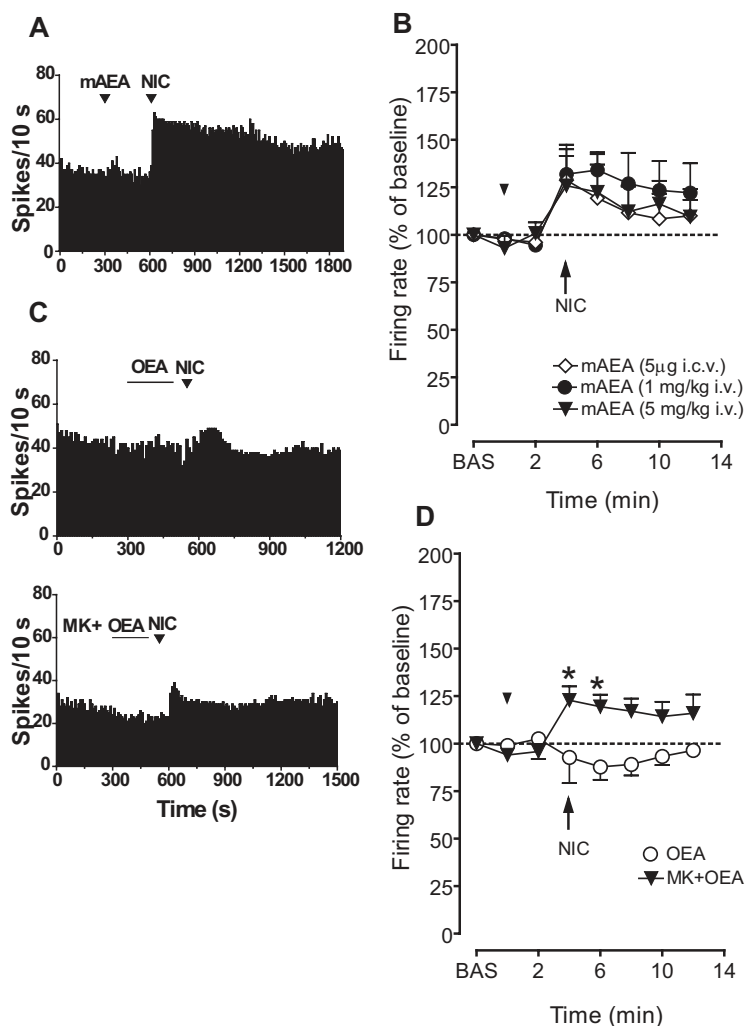 A
mAEA NIC
Spikes/10 s
80
60
40
20
0
0 300 600 900 1200 1500 1800
B
Firing rate (% of baseline)
200
175
150
125
100
75
50
25
0
NIC
mAEA (5µg i.c.v.)
mAEA (1 mg/kg i.v.)
mAEA (5 mg/kg i.v.)
BAS 2 6 10 14
Time (min)
C
OEA NIC
Spikes/10 s
80
60
40
20
0
0 300 600 900 1200
MK+ OEA NIC
Spikes/10 s
80
60
40
20
0
0 300 600 900 1200 1500
Time (s)
D
Firing rate (% of baseline)
200
175
150
125
100
75
50
25
0
* *
NIC
OEA
MK+OEA
BAS 2 6 10 14
Time (min)